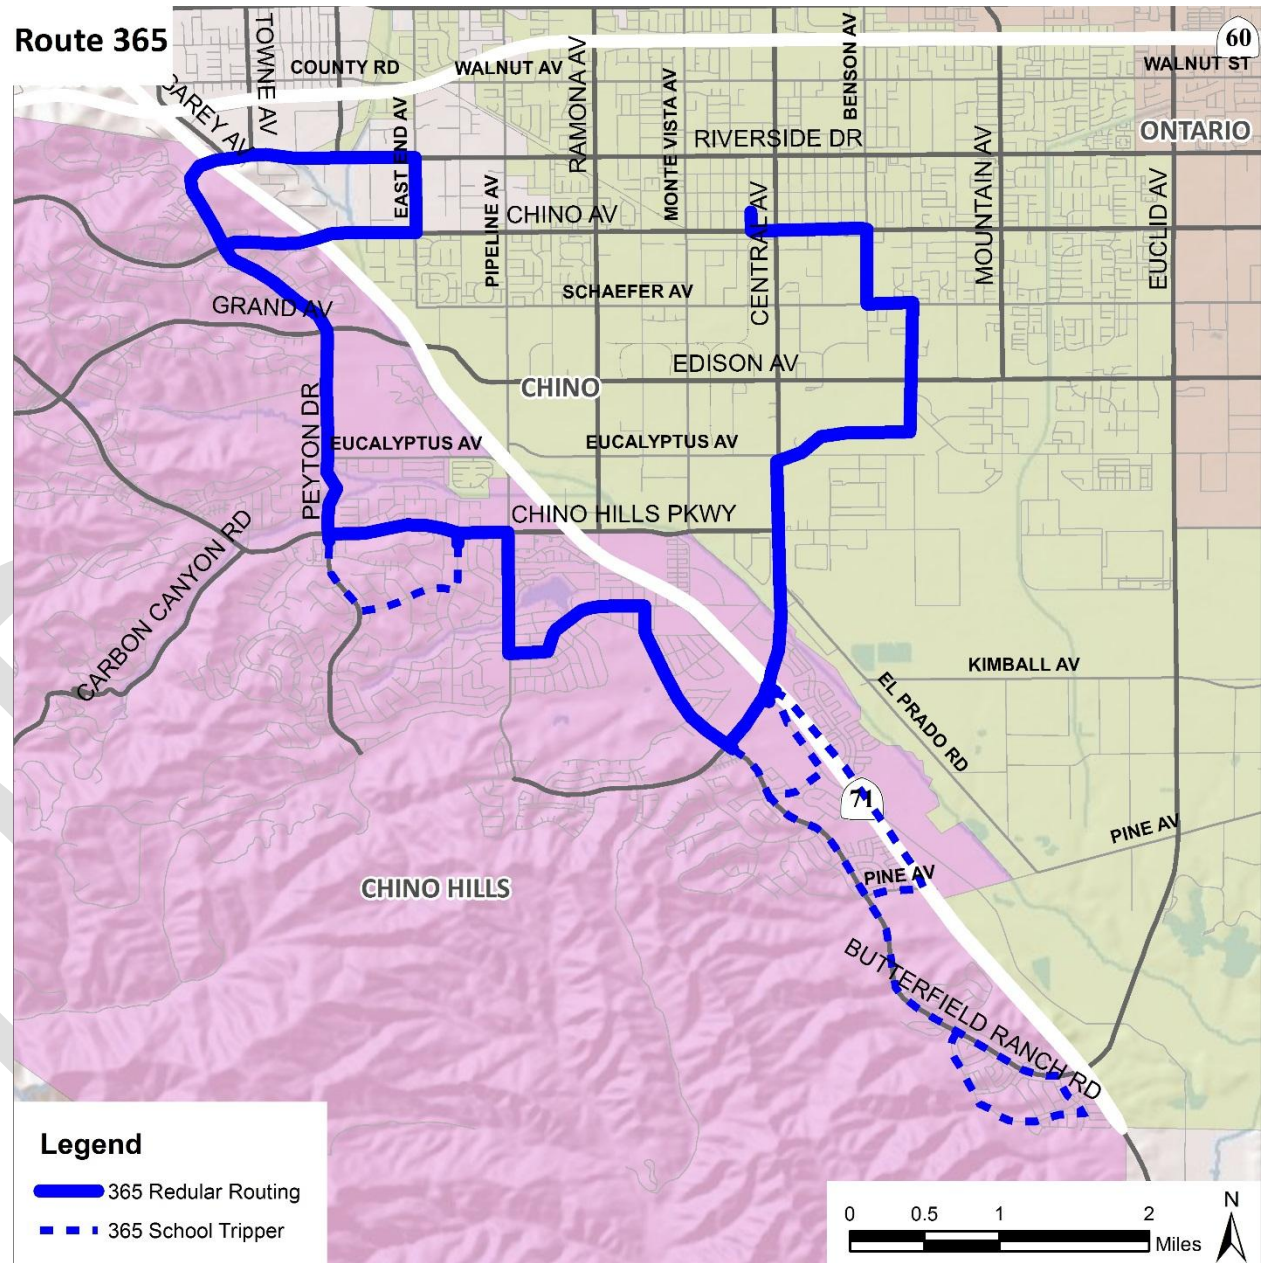 Route 365
TOWNE AV
COUNTY RD
WALNUT AV
RAMONA AV
BENSON AV
60
WALNUT ST
CAREY AV
EAST END AV
MONTE VISTA AV
RIVERSIDE DR
ONTARIO
PIPELINE AV
CHINO AV
CENTRAL AV
MOUNTAIN AV
EUCLID AV
GRAND AV
SCHAEFER AV
EDISON AV
CHINO
PEYTON DR
EUCALYPTUS AV
EUCALYPTUS AV
CHINO HILLS PKWY
CARBON CANYON RD
KIMBALL AV
EL PRADO RD
71
PINE AV
PINE AV
CHINO HILLS
BUTTERFIELD RANCH RD
Legend
365 Redular Routing
365 School Tripper
0 0.5 1 2
Miles
N